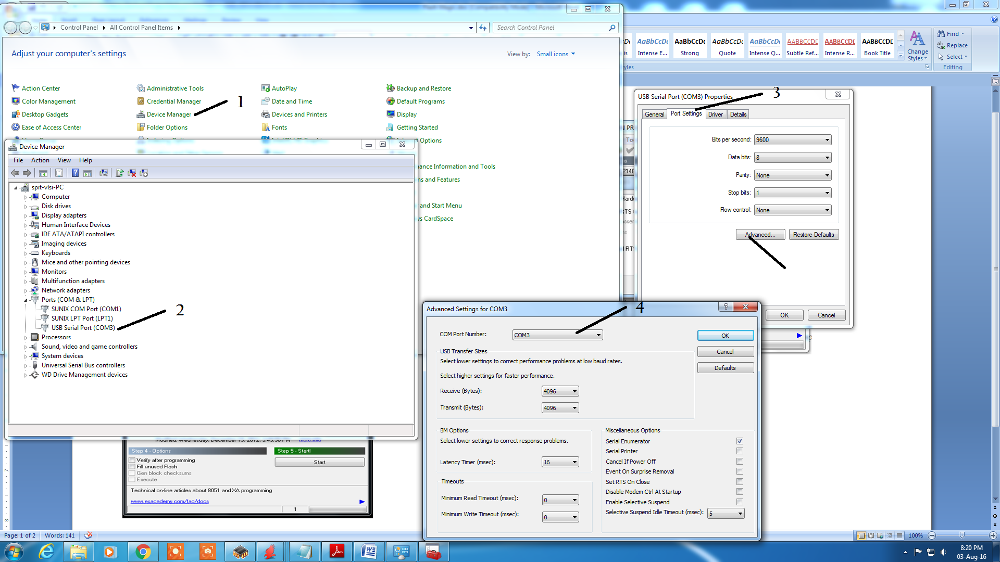 Control Panel All Control Panel Items
Search Control Panel
Adjust your computer's settings
View by: Small icons
Action Center
Color Management
Desktop Gadgets
Ease of Access Center
Administrative Tools
Credential Manager
Device Manager
Folder Options
AutoPlay
Date and Time
Devices and Printers
Fonts
Backup and Restore
Default Programs
Display
Getting Started
Options
Information and Tools
and Features
and Start Menu
CardSpace
1
Device Manager
File Action View Help
spit-vlsi-PC
Computer
Disk drives
Display adapters
Human Interface Devices
IDE ATA/ATAPI controllers
Imaging devices
Keyboards
Mice and other pointing devices
Monitors
Multifunction adapters
Network adapters
Ports (COM & LPT)
SUNIX COM Port (COM1)
SUNIX LPT Port (LPT1)
USB Serial Port (COM3)
Processors
Sound, video and game controllers
System devices
Universal Serial Bus controllers
WD Drive Management devices
2
AaBbCcDc AaBbCcDc AaBbCcDc AaBbCcDc AABBCCDE AABBCCDE AABBCCDE
Intense E... Strong Quote Intense Q... Subtle Ref... Intense R... Book Title
Change
Styles
Find
Replace
Select
Editing
3
USB Serial Port (COM3) Properties
General Port Settings Driver Details
Bits per second: 9600
Data bits: 8
Parity: None
Stop bits: 1
Flow control: None
Advanced... Restore Defaults
OK Cancel
4
Advanced Settings for COM3
COM Port Number: COM3
OK
Cancel
Defaults
USB Transfer Sizes
Select lower settings to correct performance problems at low baud rates.
Select higher settings for faster performance.
Receive (Bytes): 4096
Transmit (Bytes): 4096
BM Options
Select lower settings to correct response problems.
Latency Timer (msec): 16
Timeouts
Minimum Read Timeout (msec): 0
Minimum Write Timeout (msec): 0
Miscellaneous Options
Serial Enumerator
Serial Printer
Cancel If Power Off
Event On Surprise Removal
Set RTS On Close
Disable Modem Ctrl At Startup
Enable Selective Suspend
Selective Suspend Idle Timeout (msec): 5
Step 4 - Options
Verify after programming
Fill unused Flash
Gen block checksums
Execute
Step 5 - Start!
Start
Technical on-line articles about 8051 and XA programming
www.esacademy.com/faq/docs
1
Page: 1 of 2 Words: 141
100%
8:20 PM
03-Aug-16